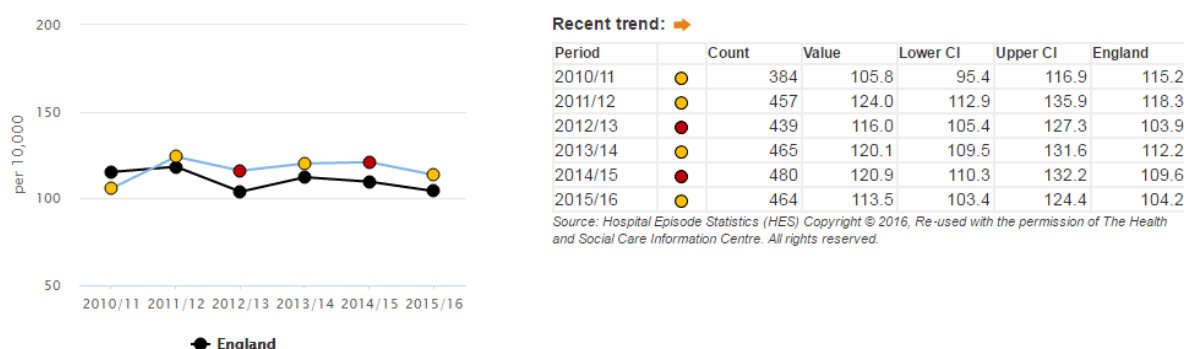 200
150
100
50
per 10,000
2010/11 2011/12 2012/13 2013/14 2014/15 2015/16
England
Recent trend:
Period Count Value Lower CI Upper CI England
2010/11 384 105.8 95.4 116.9 115.2
2011/12 457 124.0 112.9 135.9 118.3
2012/13 439 116.0 105.4 127.3 103.9
2013/14 465 120.1 109.5 131.6 112.2
2014/15 480 120.9 110.3 132.2 109.6
2015/16 464 113.5 103.4 124.4 104.2
Source: Hospital Episode Statistics (HES) Copyright © 2016, Re-used with the permission of The Health
and Social Care Information Centre. All rights reserved.